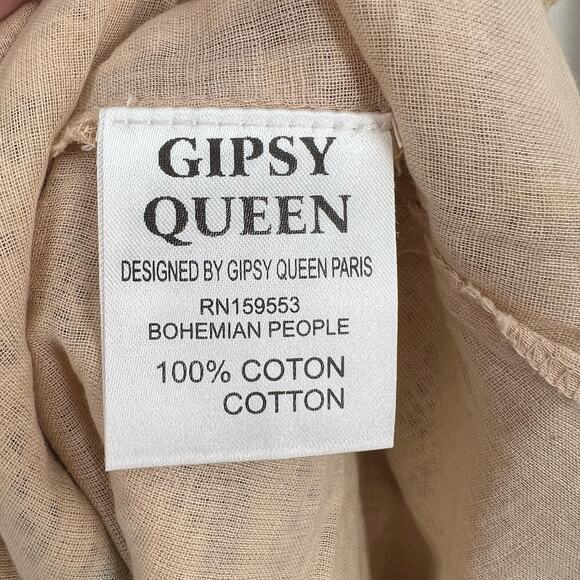 GIPSY
QUEEN
DESIGNED BY GIPSY QUEEN PARIS
RN159553
BOHEMIAN PEOPLE
100% COTON
COTTON